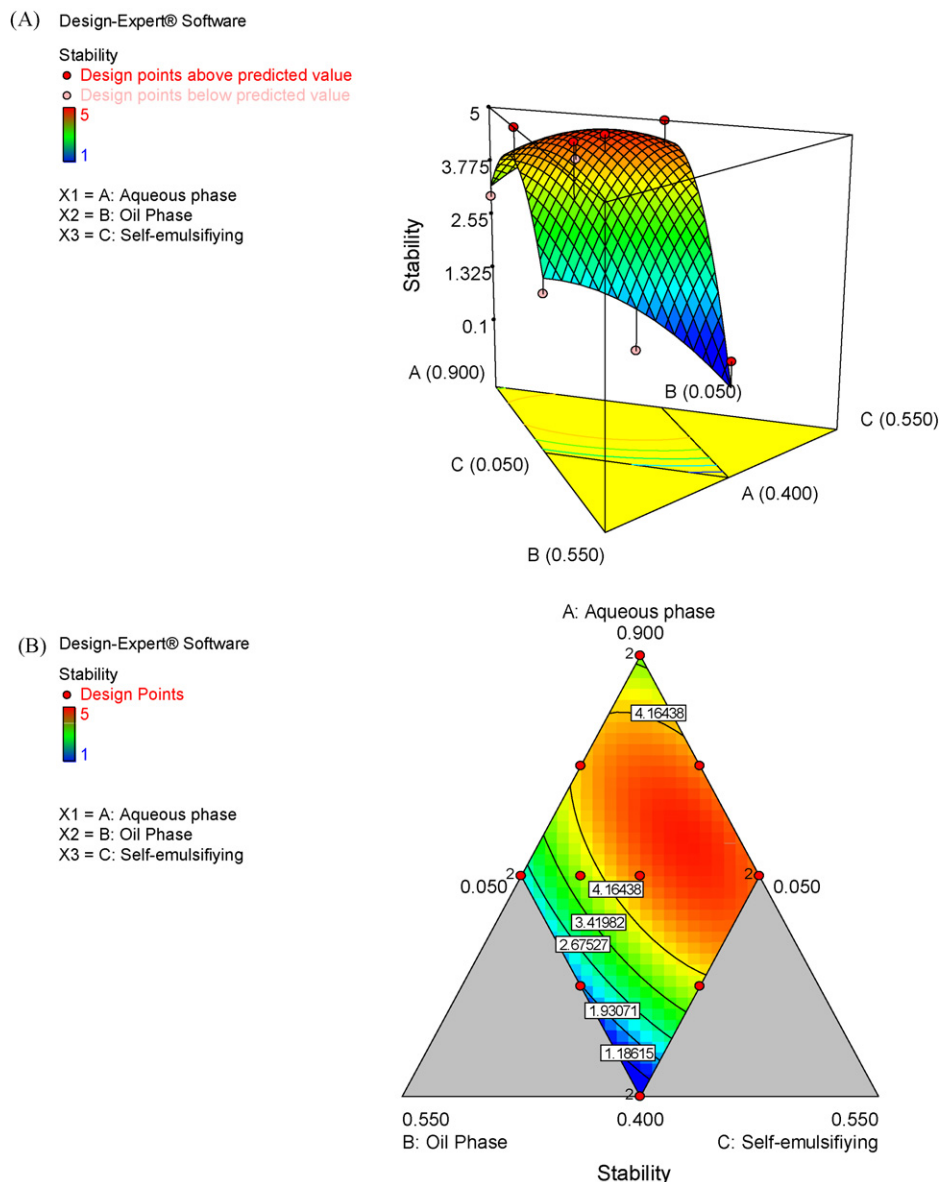 (A) Design-Expert® Software
Stability
Design points above predicted value
Design points below predicted value
5
1
X1 = A: Aqueous phase
X2 = B: Oil Phase
X3 = C: Self-emulsifiying
5
3.775
2.55
1.325
0.1
Stability
A (0.900)
B (0.050)
C (0.550)
C (0.050)
A (0.400)
B (0.550)
(B) Design-Expert® Software
Stability
Design Points
5
1
X1 = A: Aqueous phase
X2 = B: Oil Phase
X3 = C: Self-emulsifiying
A: Aqueous phase
0.900
2
4.16438
0.050
2
2
0.050
4.16438
3.41982
2.67527
1.93071
1.18615
2
0.550
0.400
0.550
B: Oil Phase
C: Self-emulsifiying
Stability